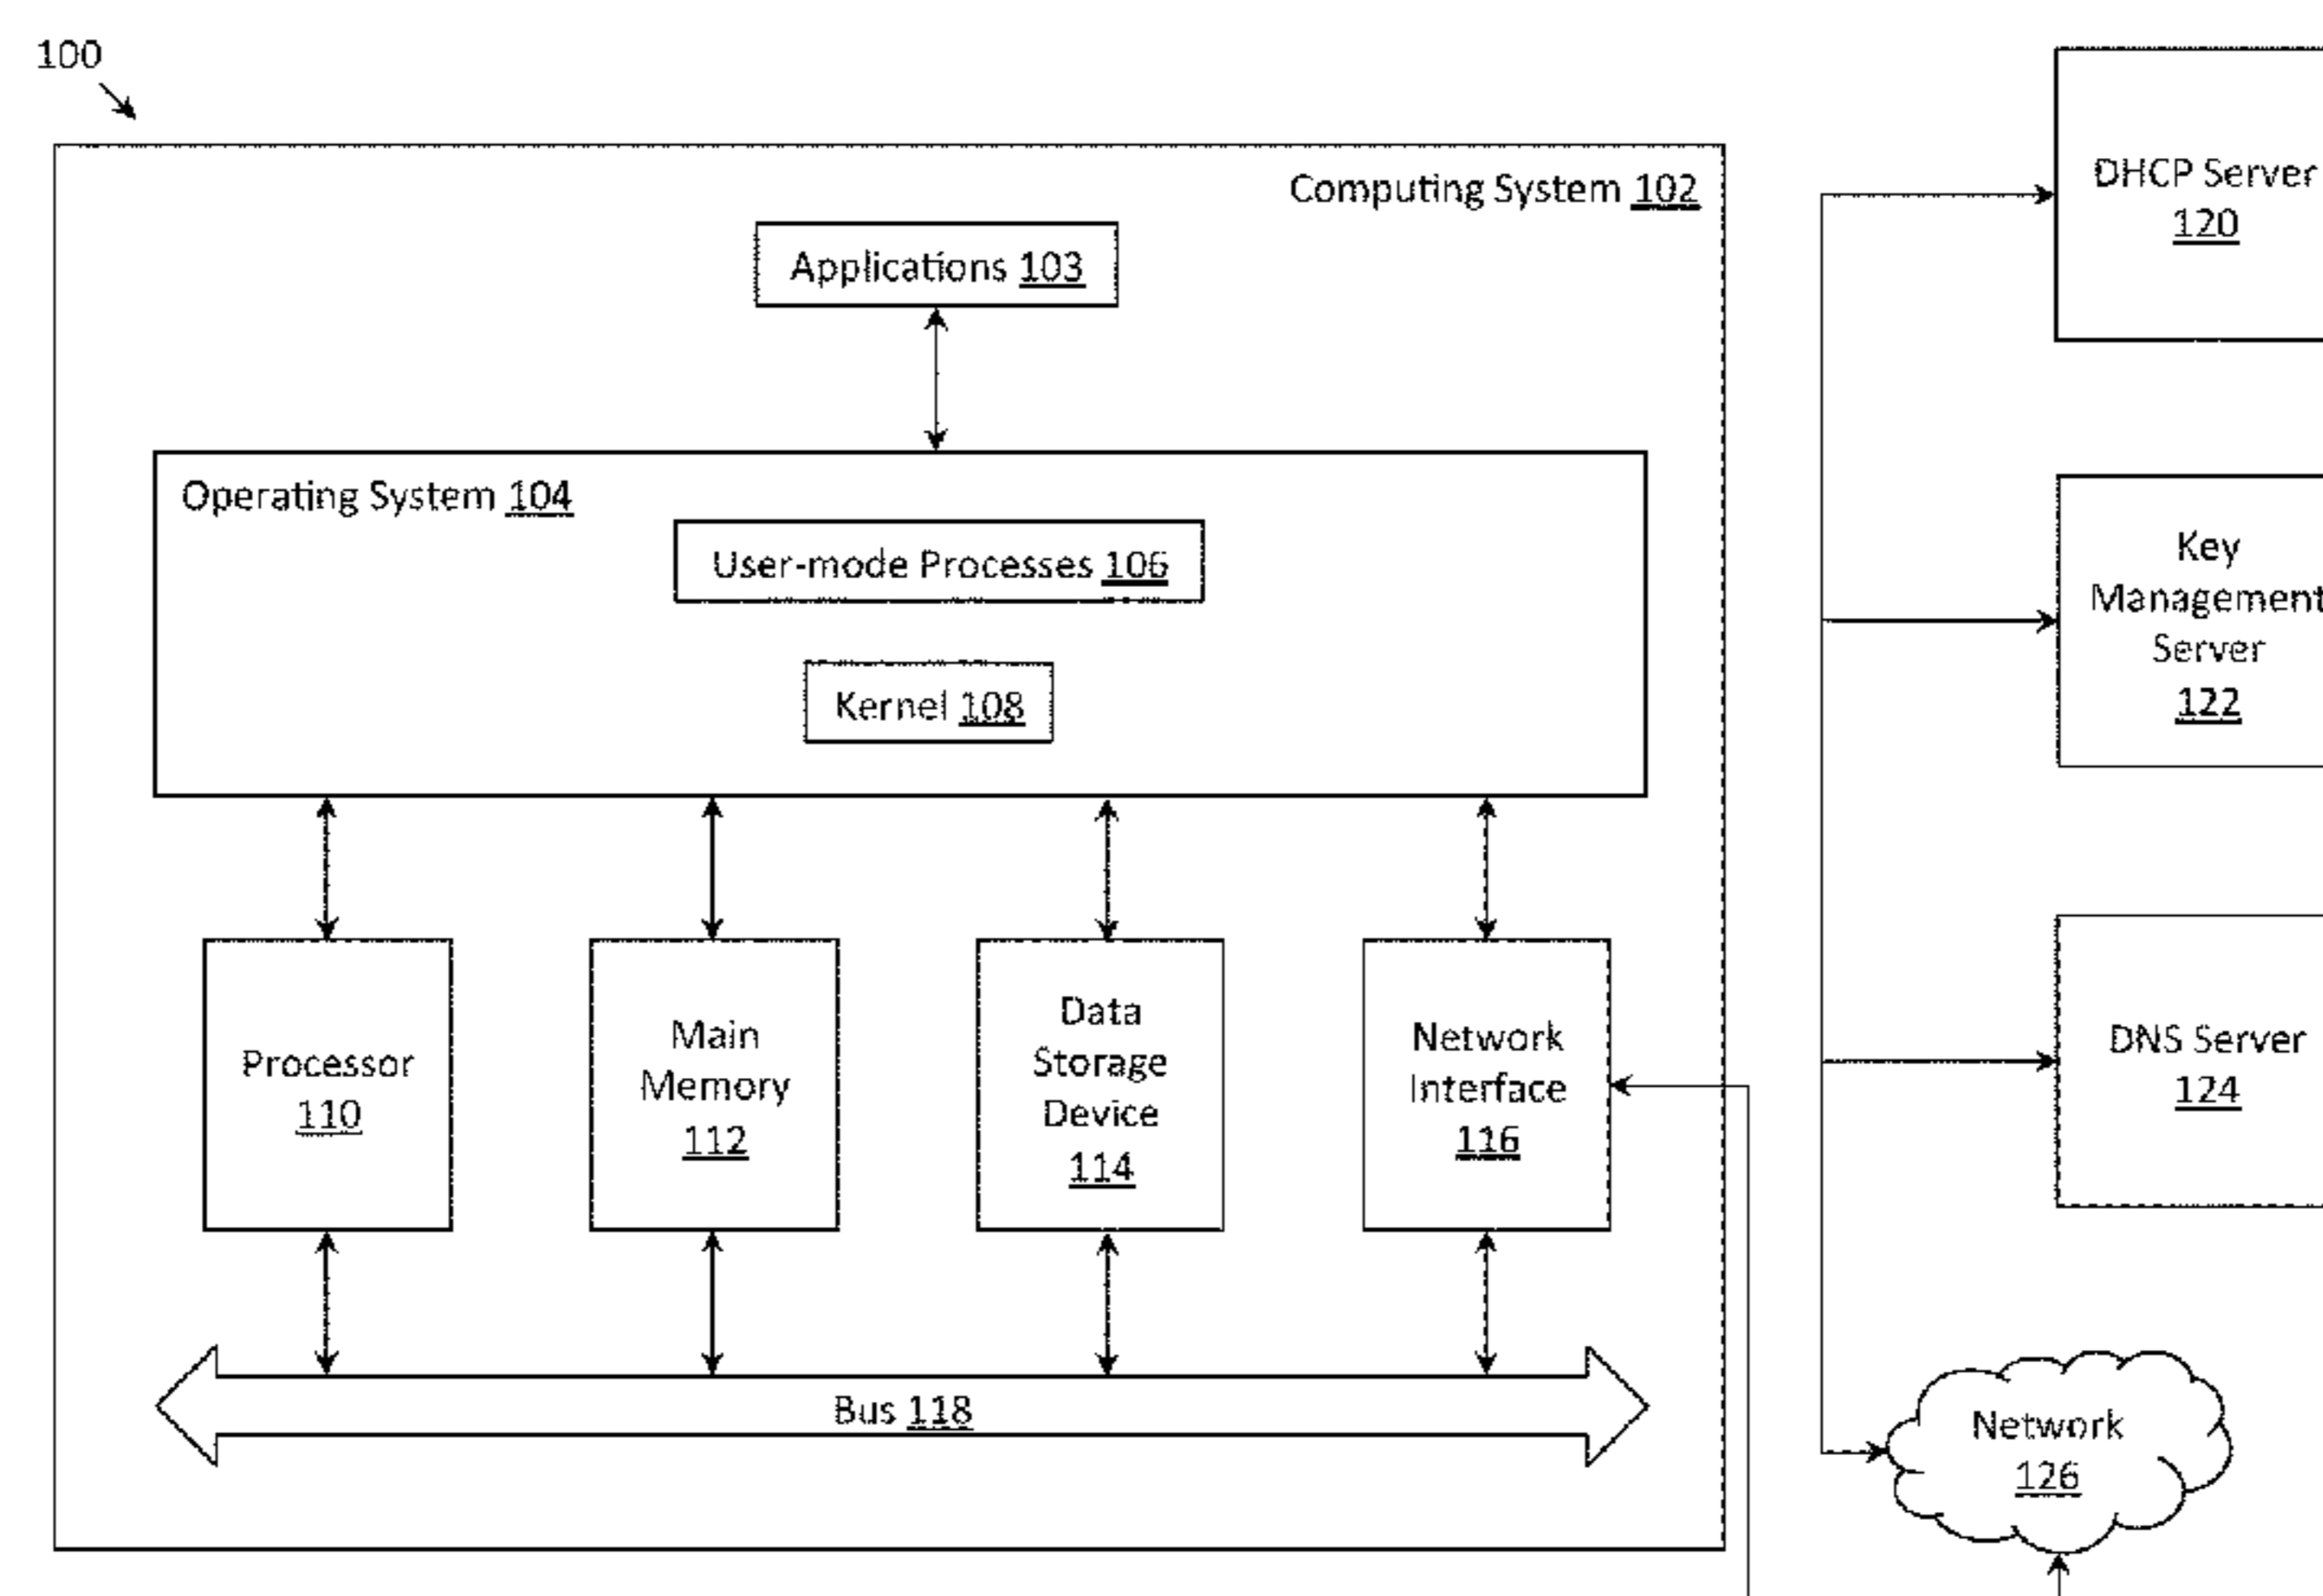 100
Computing System 102
Applications 103
Operating System 104
User-mode Processes 106
Kernel 108
Processor
110
Main
Memory
112
Data
Storage
Device
114
Network
Interface
116
Bus 118
DHCP Server
120
Key
Management
Server
122
DNS Server
124
Network
126